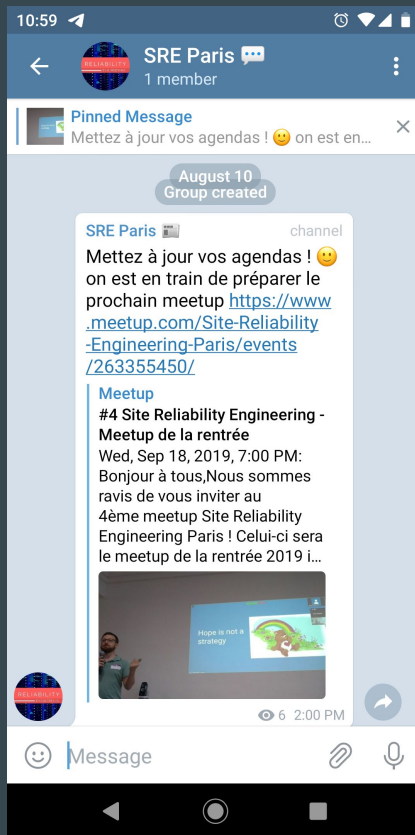 10:59
SRE Paris 💬
1 member
RELIABILITY
Pinned Message
Mettez à jour vos agendas ! 🙂 on est en...
August 10
Group created
SRE Paris 📰 channel
Mettez à jour vos agendas ! 🙂
on est en train de préparer le
prochain meetup https://www
.meetup.com/Site-Reliability
-Engineering-Paris/events
/263355450/
Meetup
#4 Site Reliability Engineering -
Meetup de la rentrée
Wed, Sep 18, 2019, 7:00 PM:
Bonjour à tous,Nous sommes
ravis de vous inviter au
4ème meetup Site Reliability
Engineering Paris ! Celui-ci sera
le meetup de la rentrée 2019 i...
Hope is not a
strategy
RELIABILITY
6 2:00 PM
Message